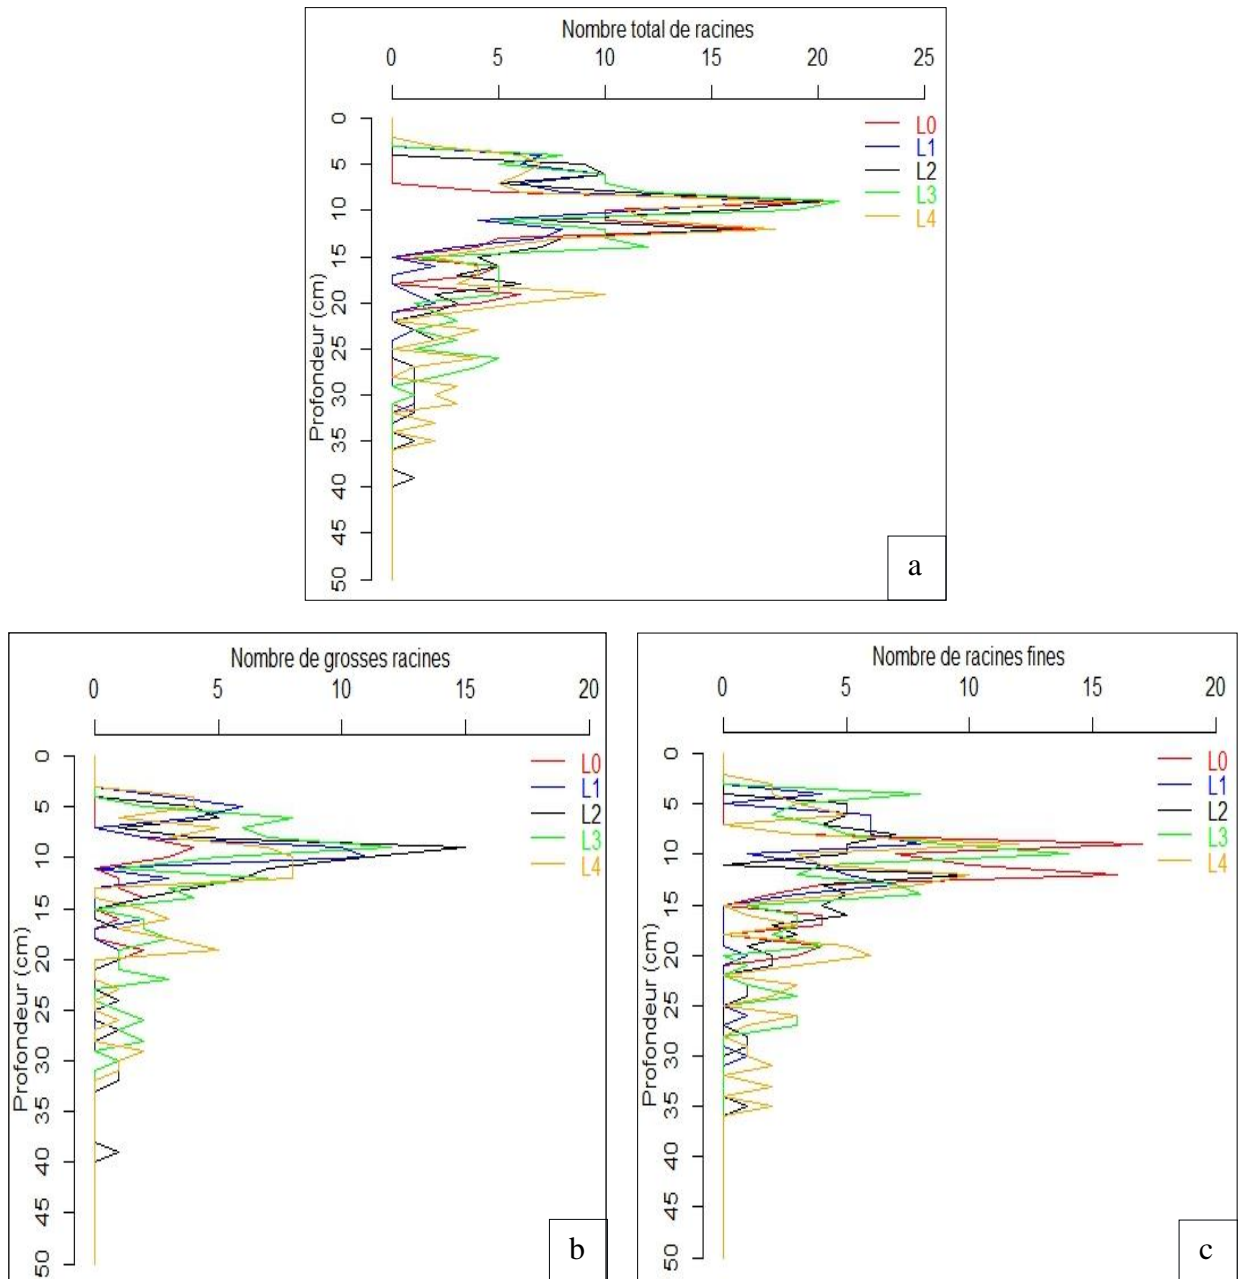 Nombre total de racines
0 5 10 15 20 25
Profondeur (cm)
0 5 10 15 20 25 30 35 40 45 50
L0
L1
L2
L3
L4
a
Nombre de grosses racines
0 5 10 15 20
Profondeur (cm)
0 5 10 15 20 25 30 35 40 45 50
L0
L1
L2
L3
L4
b
Nombre de racines fines
0 5 10 15 20
Profondeur (cm)
0 5 10 15 20 25 30 35 40 45 50
L0
L1
L2
L3
L4
c